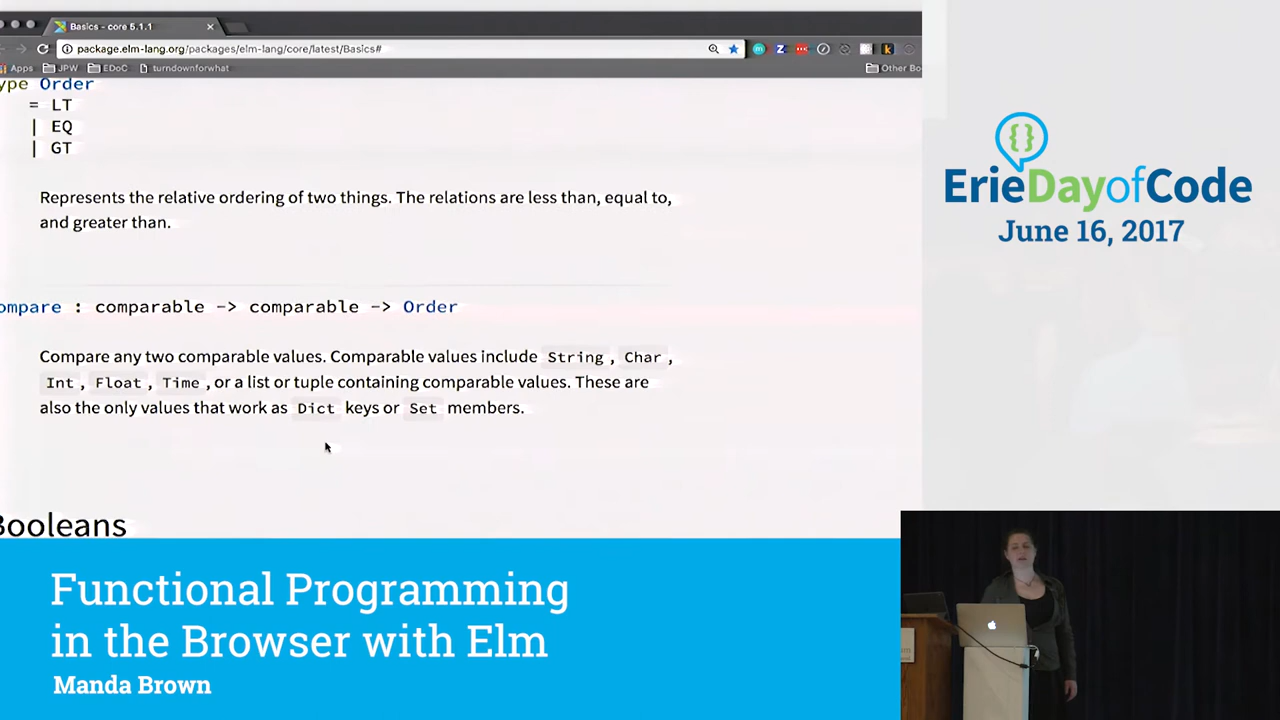 Basics - core 5.1.1
package.elm-lang.org/packages/elm-lang/core/latest/Basics#
Apps JPW EDoC turndownforwhat Other Bo
ype Order
= LT
| EQ
| GT
Represents the relative ordering of two things. The relations are less than, equal to,
and greater than.
ompare : comparable -> comparable -> Order
Compare any two comparable values. Comparable values include String, Char,
Int, Float, Time, or a list or tuple containing comparable values. These are
also the only values that work as Dict keys or Set members.
Booleans
{}
ErieDayofCode
June 16, 2017
Functional Programming
in the Browser with Elm
Manda Brown